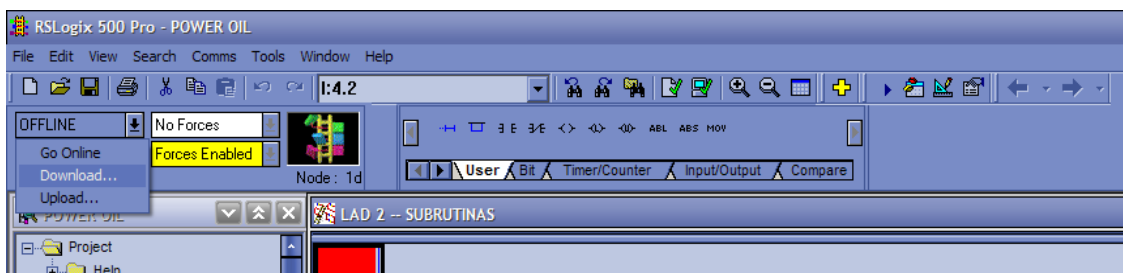 RSLogix 500 Pro - POWER OIL
File Edit View Search Comms Tools Window Help
I:4.2
OFFLINE No Forces
Go Online Forces Enabled
Download... Node: 1d
Upload...
ABL ABS MOV
User Bit Timer/Counter Input/Output Compare
POWER OIL
LAD 2 -- SUBRUTINAS
Project
Help